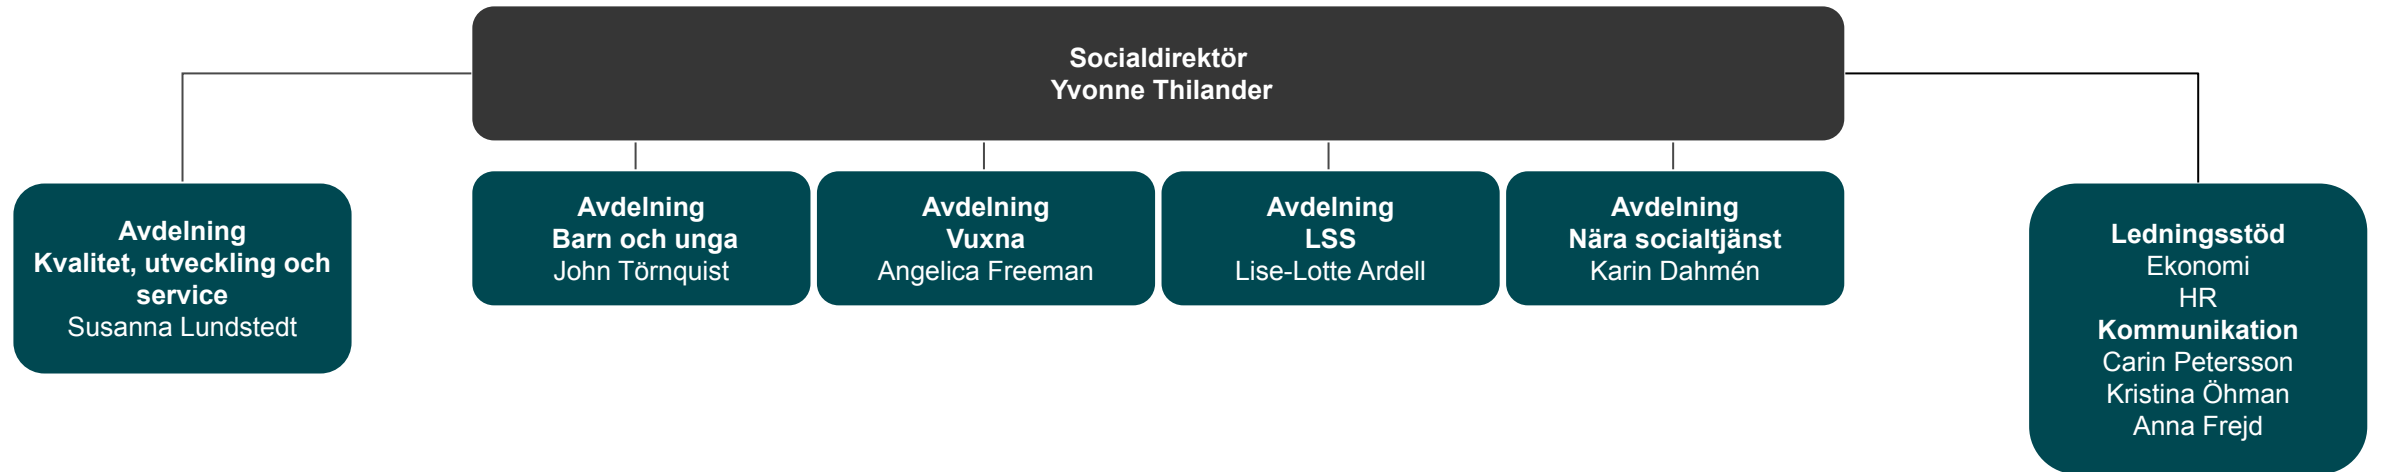 Socialdirektör
Yvonne Thilander
Avdelning
Kvalitet, utveckling och
service
Susanna Lundstedt
Avdelning
Barn och unga
John Törnquist
Avdelning
Vuxna
Angelica Freeman
Avdelning
LSS
Lise-Lotte Ardell
Avdelning
Nära socialtjänst
Karin Dahmén
Ledningsstöd
Ekonomi
HR
Kommunikation
Carin Petersson
Kristina Öhman
Anna Frejd